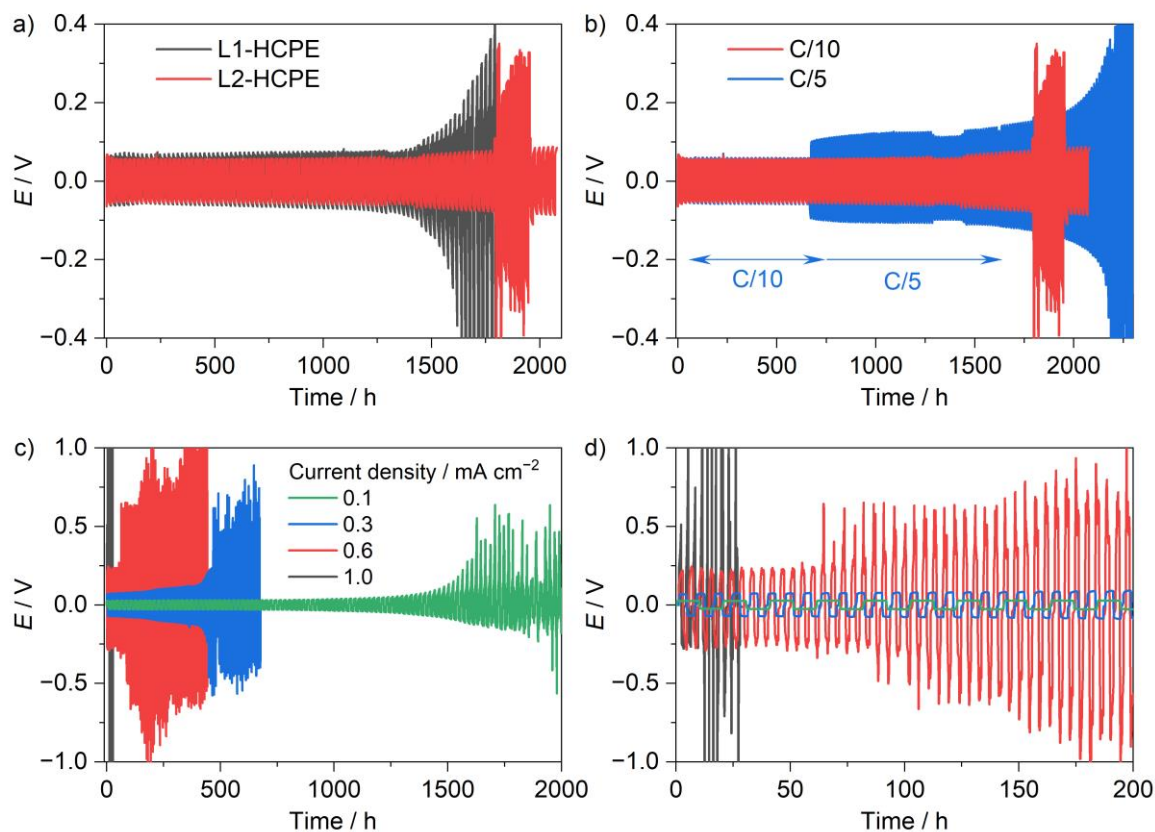 a)
L1-HCPE
L2-HCPE
E / V
0.4
0.2
0.0
−0.2
−0.4
0 500 1000 1500 2000
Time / h
b)
C/10
C/5
C/10 C/5
E / V
0.4
0.2
0.0
−0.2
−0.4
0 500 1000 1500 2000
Time / h
c)
Current density / mA cm⁻²
0.1
0.3
0.6
1.0
E / V
1.0
0.5
0.0
−0.5
−1.0
0 500 1000 1500 2000
Time / h
d)
E / V
1.0
0.5
0.0
−0.5
−1.0
0 50 100 150 200
Time / h